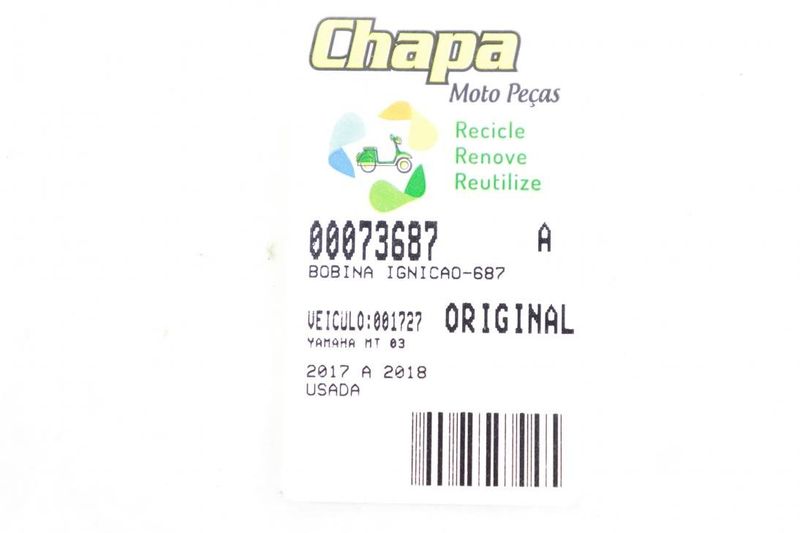 Chapa
Moto Peças
Recicle
Renove
Reutilize
00073687 A
BOBINA IGNICAO-687
VEICULO:001727 ORIGINAL
YAMAHA MT 03
2017 A 2018
USADA